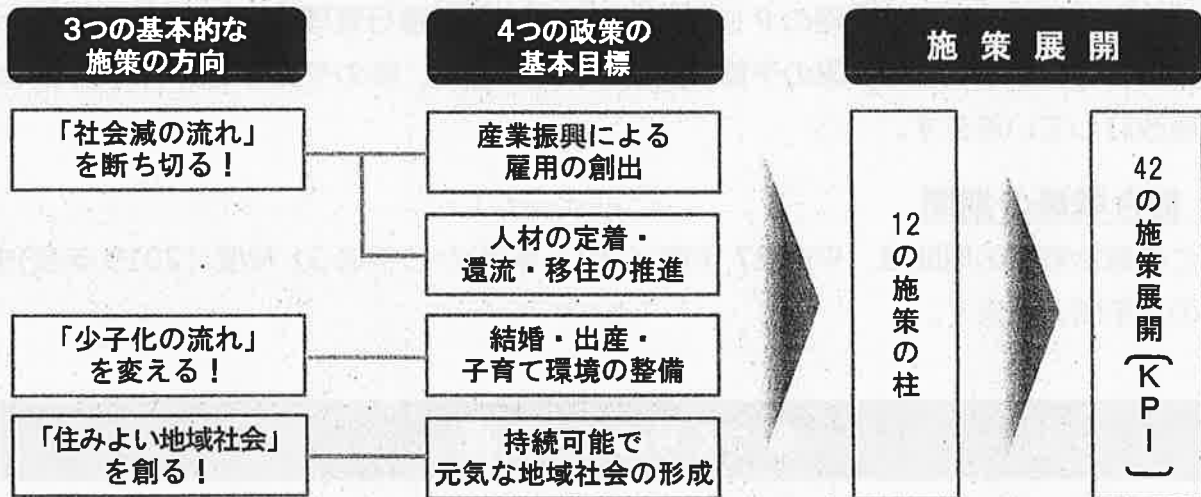 3つの基本的な
施策の方向
4つの政策の
基本目標
施策展開
「社会減の流れ」
を断ち切る！
産業振興による
雇用の創出
人材の定着・
還流・移住の推進
「少子化の流れ」
を変える！
結婚・出産・
子育て環境の整備
「住みよい地域社会」
を創る！
持続可能で
元気な地域社会の形成
12の施策の柱
42の施策展開（KPI）